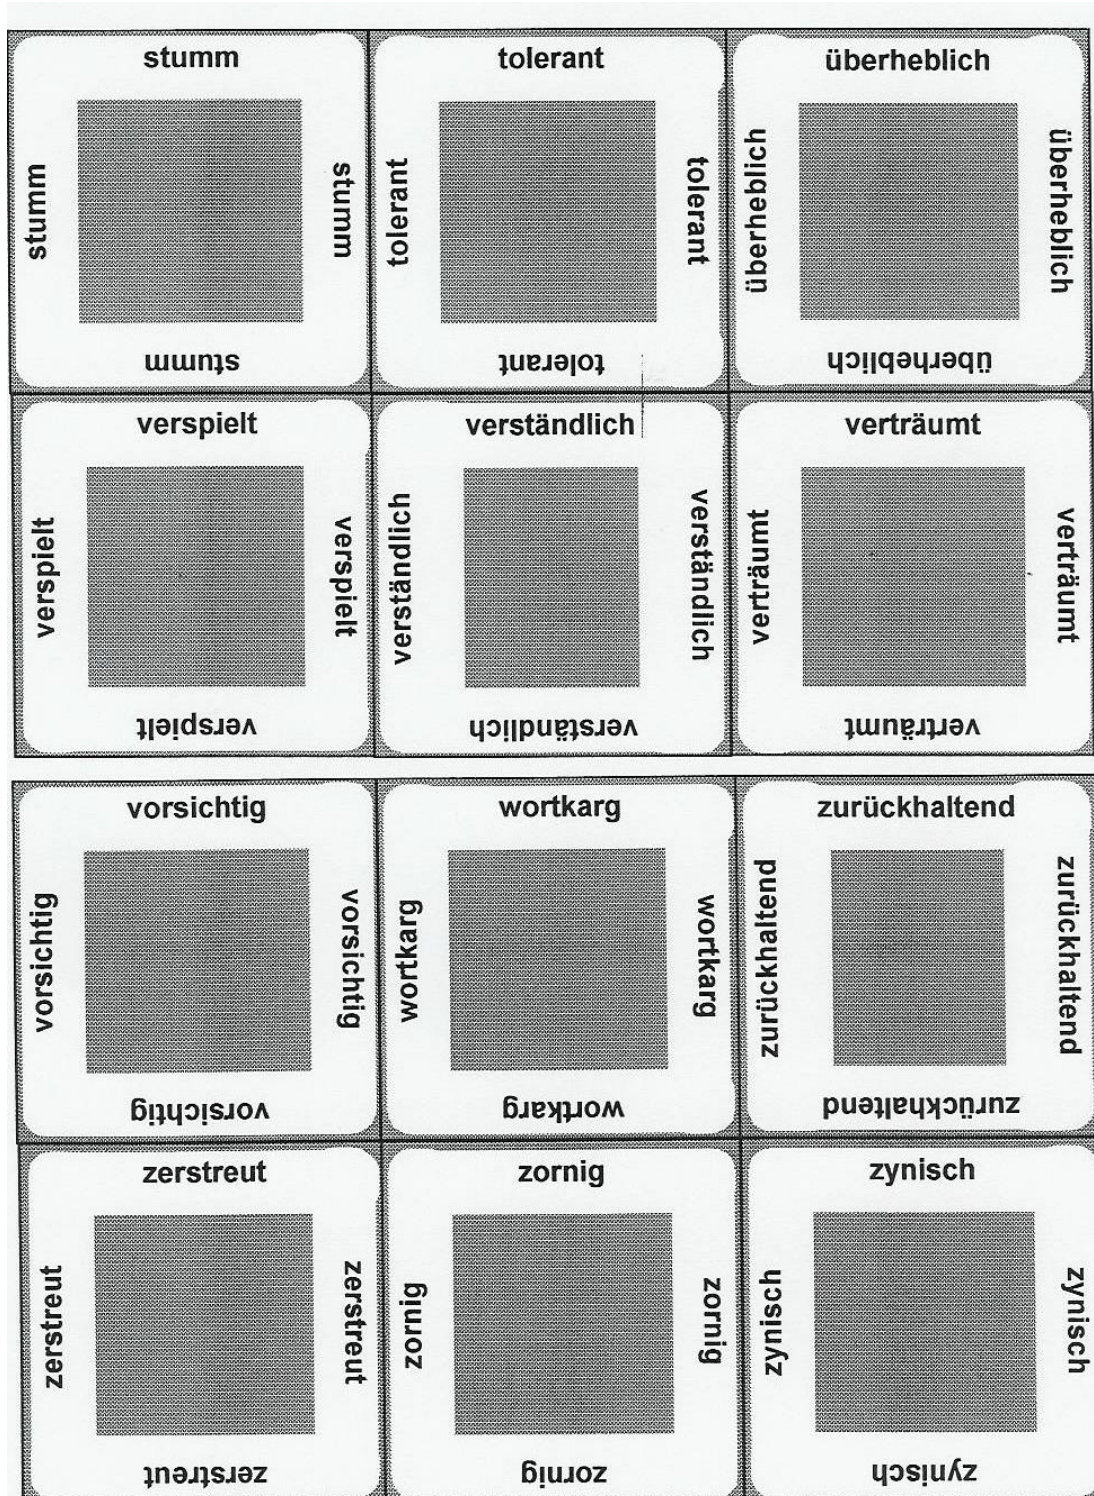 stumm
stumm
stumm
stumm
tolerant
tolerant
tolerant
tolerant
überheblich
überheblich
überheblich
überheblich
verspielt
verspielt
verspielt
verspielt
verständlich
verständlich
verständlich
verständlich
verträumt
verträumt
verträumt
verträumt
vorsichtig
vorsichtig
vorsichtig
vorsichtig
wortkarg
wortkarg
wortkarg
wortkarg
zurückhaltend
zurückhaltend
zurückhaltend
zurückhaltend
zerstreut
zerstreut
zerstreut
zerstreut
zornig
zornig
zornig
zornig
zynisch
zynisch
zynisch
zynisch